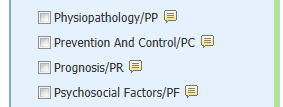 Physiopathology/PP
Prevention And Control/PC
Prognosis/PR
Psychosocial Factors/PF